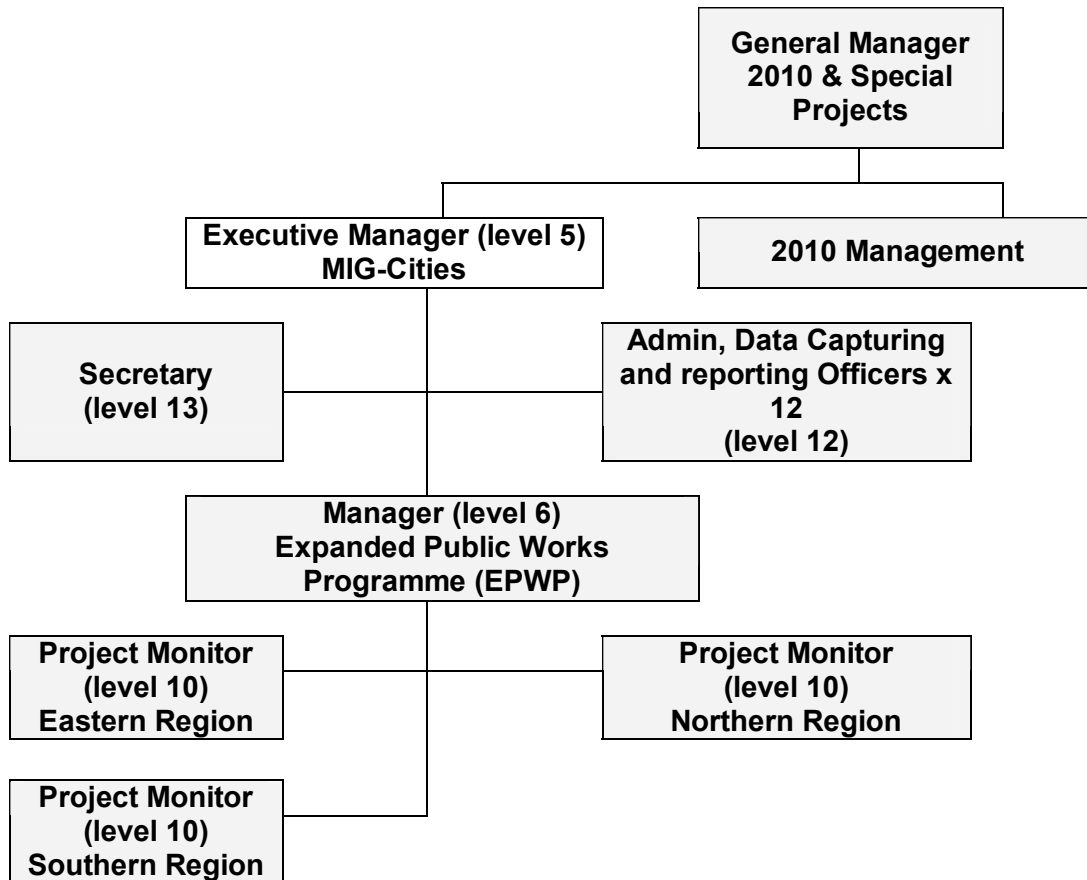 General Manager
2010 & Special
Projects
Executive Manager (level 5)
MIG-Cities
2010 Management
Secretary
(level 13)
Admin, Data Capturing
and reporting Officers x
12
(level 12)
Manager (level 6)
Expanded Public Works
Programme (EPWP)
Project Monitor
(level 10)
Eastern Region
Project Monitor
(level 10)
Northern Region
Project Monitor
(level 10)
Southern Region